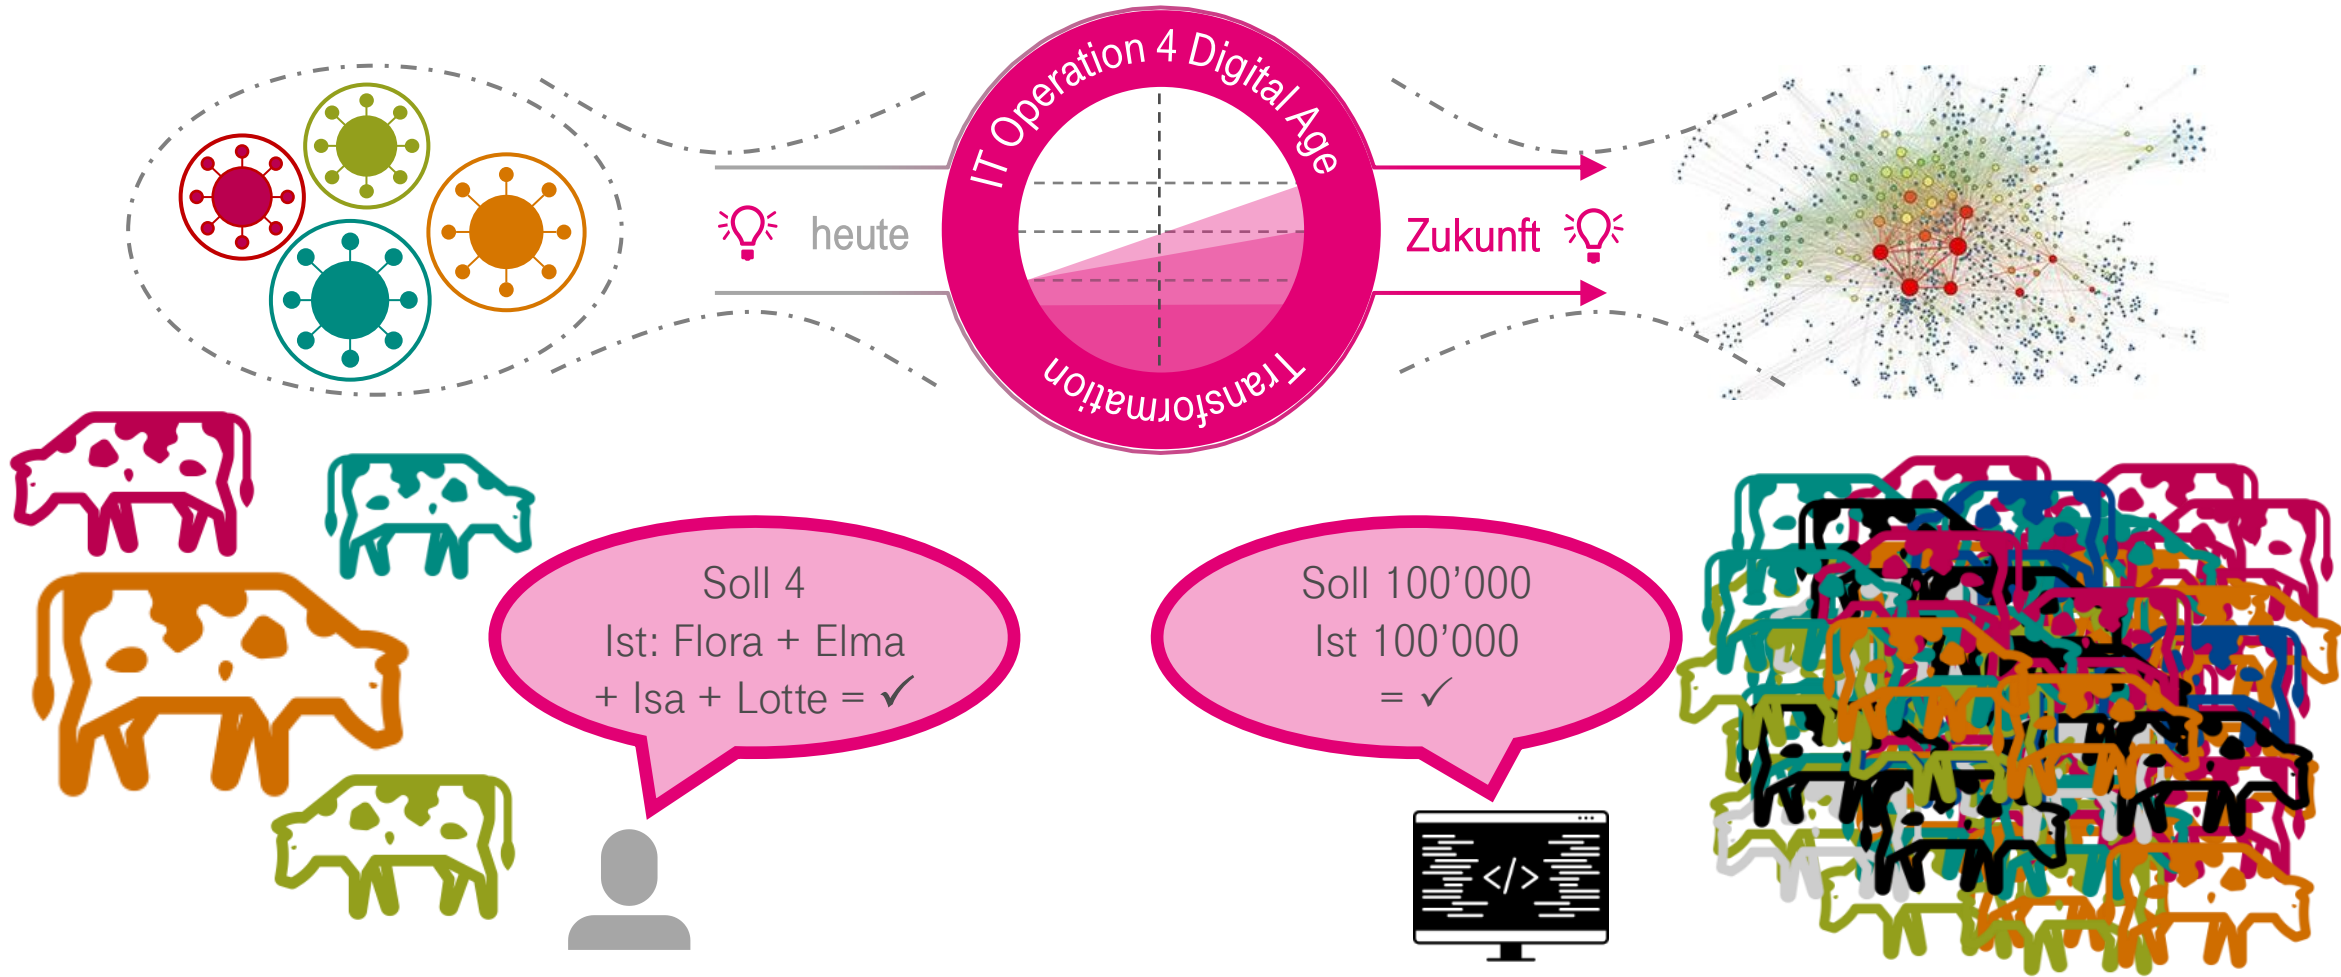 IT Operation 4 Digital Age
Transformation
heute
Zukunft
Soll 4
Ist: Flora + Elma
+ Isa + Lotte = ✓
Soll 100’000
Ist 100’000
= ✓
</>